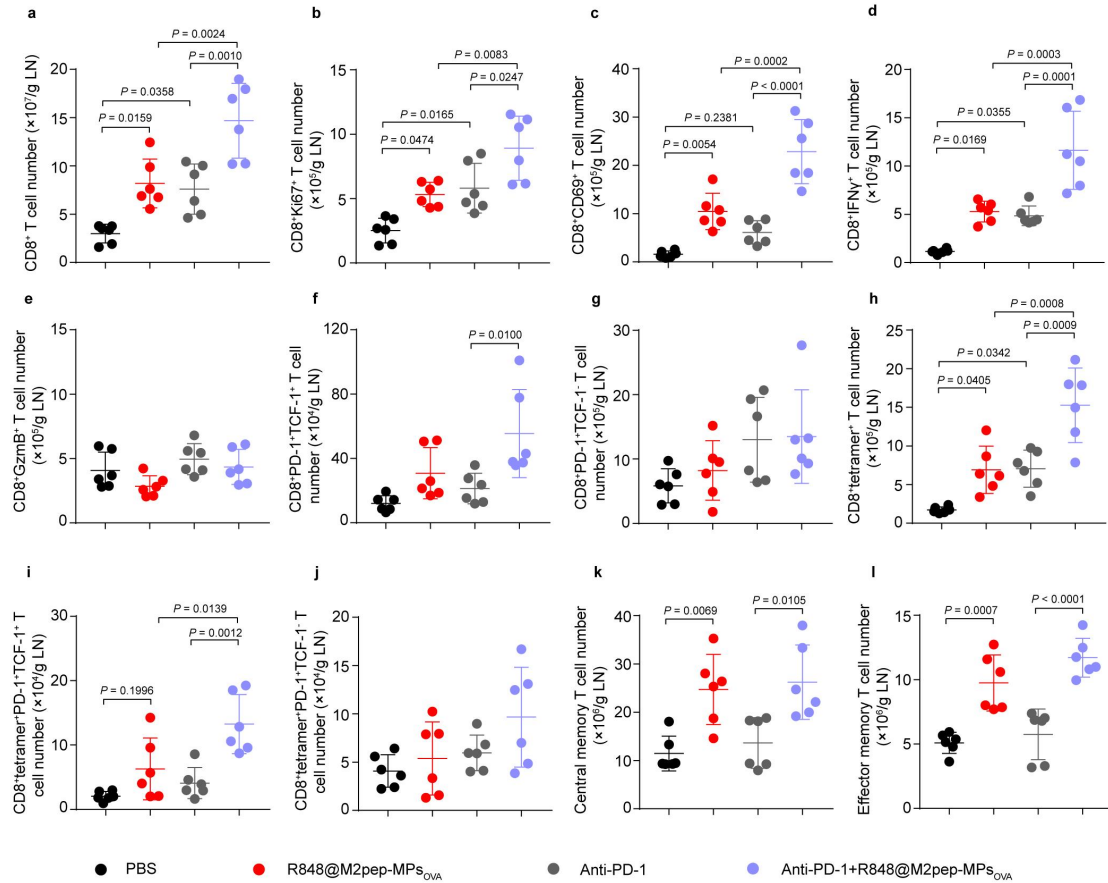 a
b
c
d
P = 0.0024
P = 0.0010
P = 0.0358
P = 0.0159
20
15
10
5
0
CD8⁺ T cell number (×10⁷/g LN)
P = 0.0083
P = 0.0247
P = 0.0165
P = 0.0474
15
10
5
0
CD8⁺Ki67⁺ T cell number
(×10⁵/g LN)
P = 0.0002
P < 0.0001
P = 0.2381
P = 0.0054
40
30
20
10
0
CD8⁺CD69⁺ T cell number
(×10⁵/g LN)
P = 0.0003
P = 0.0001
P = 0.0355
P = 0.0169
20
15
10
5
0
CD8⁺IFNγ⁺ T cell number
(×10⁵/g LN)
e
f
g
h
15
10
5
0
CD8⁺GzmB⁺ T cell number
(×10⁵/g LN)
P = 0.0100
120
80
40
0
CD8⁺PD-1⁺TCF-1⁺ T cell
number (×10⁴/g LN)
30
20
10
0
CD8⁺PD-1⁺TCF-1⁻ T cell
number (×10⁵/g LN)
P = 0.0008
P = 0.0009
P = 0.0342
P = 0.0405
25
20
15
10
5
0
CD8⁺tetramer⁺ T cell number
(×10⁵/g LN)
i
j
k
l
P = 0.0139
P = 0.0012
P = 0.1996
30
20
10
0
CD8⁺tetramer⁺PD-1⁺TCF-1⁺ T
cell number (×10⁴/g LN)
20
15
10
5
0
CD8⁺tetramer⁺PD-1⁺TCF-1⁻ T
cell number (×10⁴/g LN)
P = 0.0069
P = 0.0105
40
30
20
10
0
Central memory T cell number
(×10⁶/g LN)
P = 0.0007
P < 0.0001
15
10
5
0
Effector memory T cell number
(×10⁶/g LN)
PBS
R848@M2pep-MPs_OVA
Anti-PD-1
Anti-PD-1+R848@M2pep-MPs_OVA